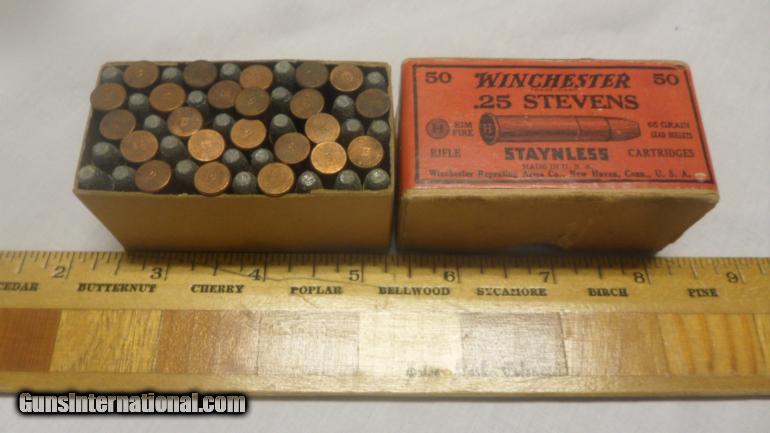 50 WINCHESTER 50
TRADE MARK
.25 STEVENS
H RIM FIRE H 65 GRAIN LEAD BULLETS
RIFLE STAYNLESS CARTRIDGES
MADE IN U. S. A.
Winchester Repeating Arms Co., New Haven, Conn., U. S. A.
2 3 4 5 6 7 8 9
CEDAR BUTTERNUT CHERRY POPLAR BELLWOOD SYCAMORE BIRCH PINE
GunsInternational.com